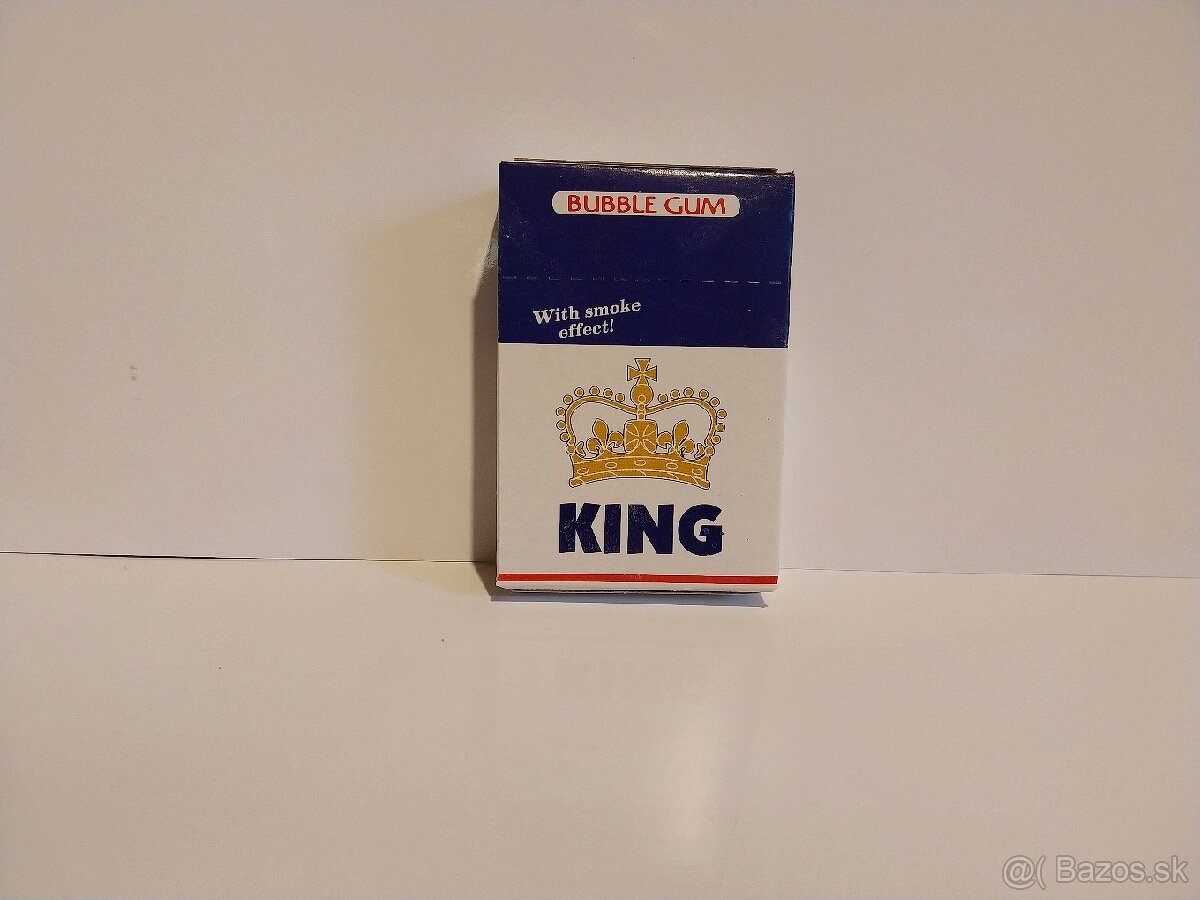 BUBBLE GUM
With smoke
effect!
KING
@( Bazos.sk